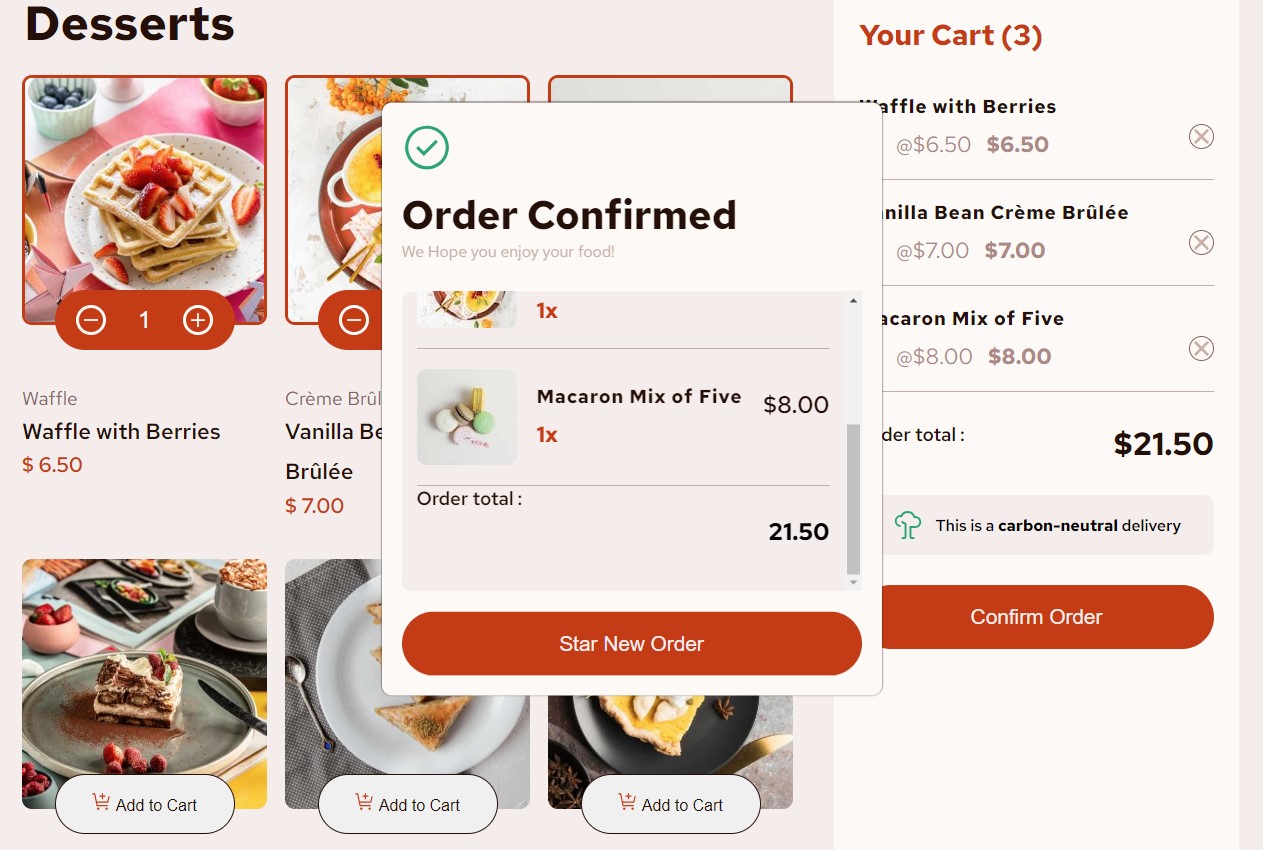 Desserts
1
Waffle
Waffle with Berries
$ 6.50
Crème Brûl
Vanilla Be
Brûlée
$ 7.00
Add to Cart
Add to Cart
Add to Cart
Order Confirmed
We Hope you enjoy your food!
1x
Macaron Mix of Five
$8.00
1x
Order total :
21.50
Star New Order
Your Cart (3)
Waffle with Berries
@$6.50 $6.50
anilla Bean Crème Brûlée
@$7.00 $7.00
acaron Mix of Five
@$8.00 $8.00
der total :
$21.50
This is a carbon-neutral delivery
Confirm Order